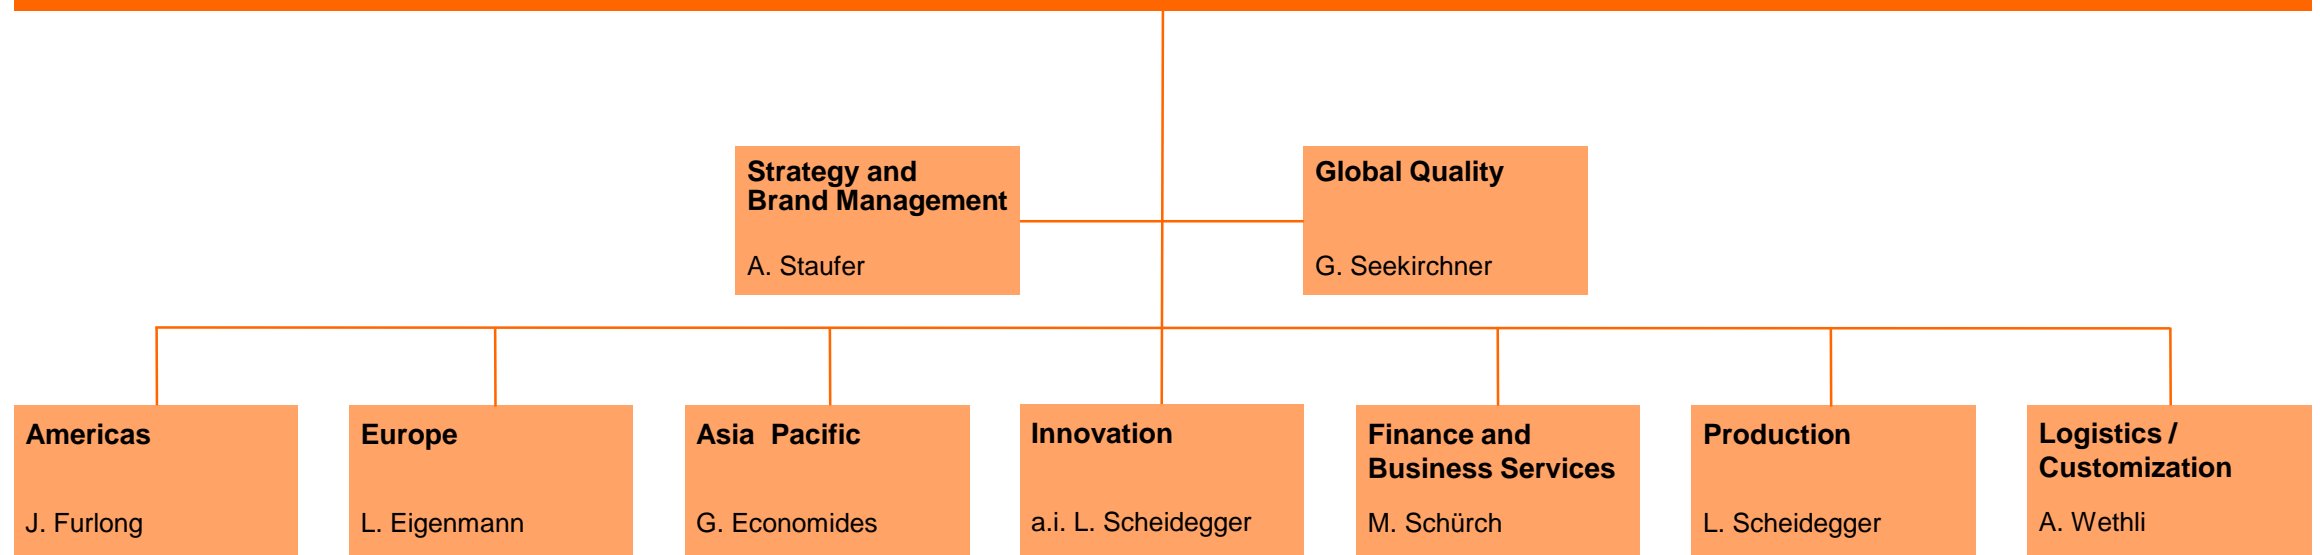 Strategy and
Brand Management
A. Staufer
Global Quality
G. Seekirchner
Americas
J. Furlong
Europe
L. Eigenmann
Asia  Pacific
G. Economides
Innovation
a.i. L. Scheidegger
Finance and
Business Services
M. Schürch
Production
L. Scheidegger
Logistics /
Customization
A. Wethli